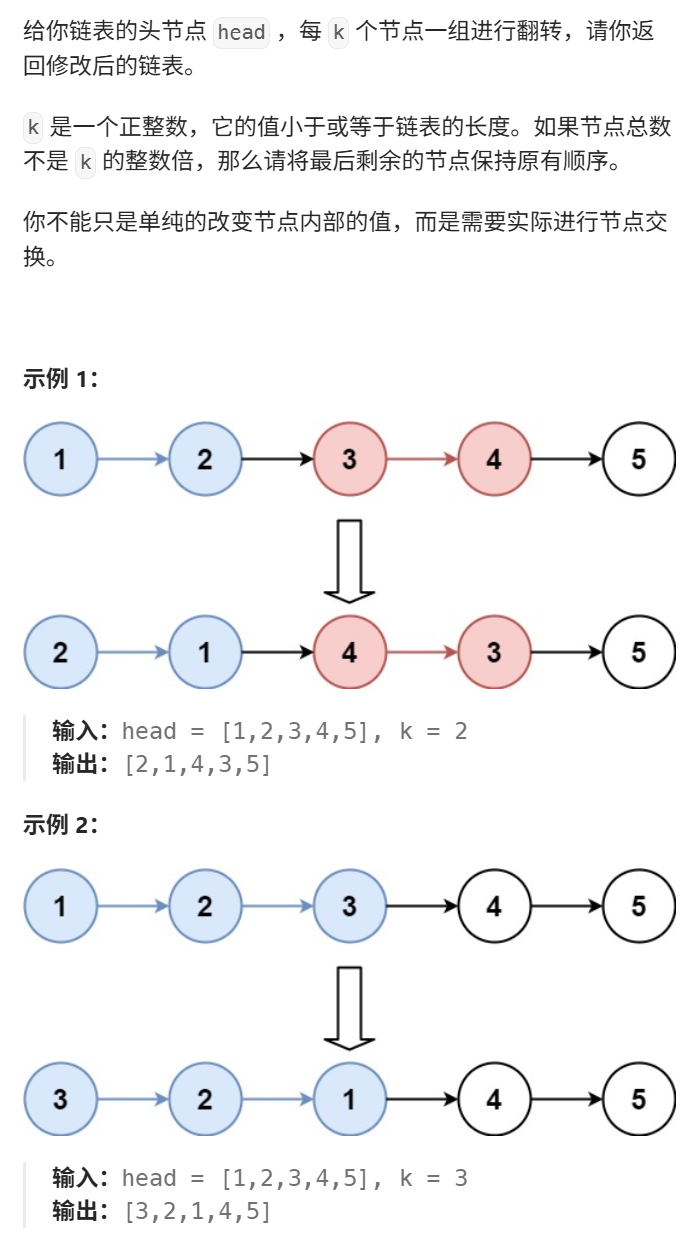 给你链表的头节点 head ，每 k 个节点一组进行翻转，请你返
回修改后的链表。
k 是一个正整数，它的值小于或等于链表的长度。如果节点总数
不是 k 的整数倍，那么请将最后剩余的节点保持原有顺序。
你不能只是单纯的改变节点内部的值，而是需要实际进行节点交
换。
示例 1：
1 2 3 4 5
2 1 4 3 5
输入：head = [1,2,3,4,5], k = 2
输出：[2,1,4,3,5]
示例 2：
1 2 3 4 5
3 2 1 4 5
输入：head = [1,2,3,4,5], k = 3
输出：[3,2,1,4,5]